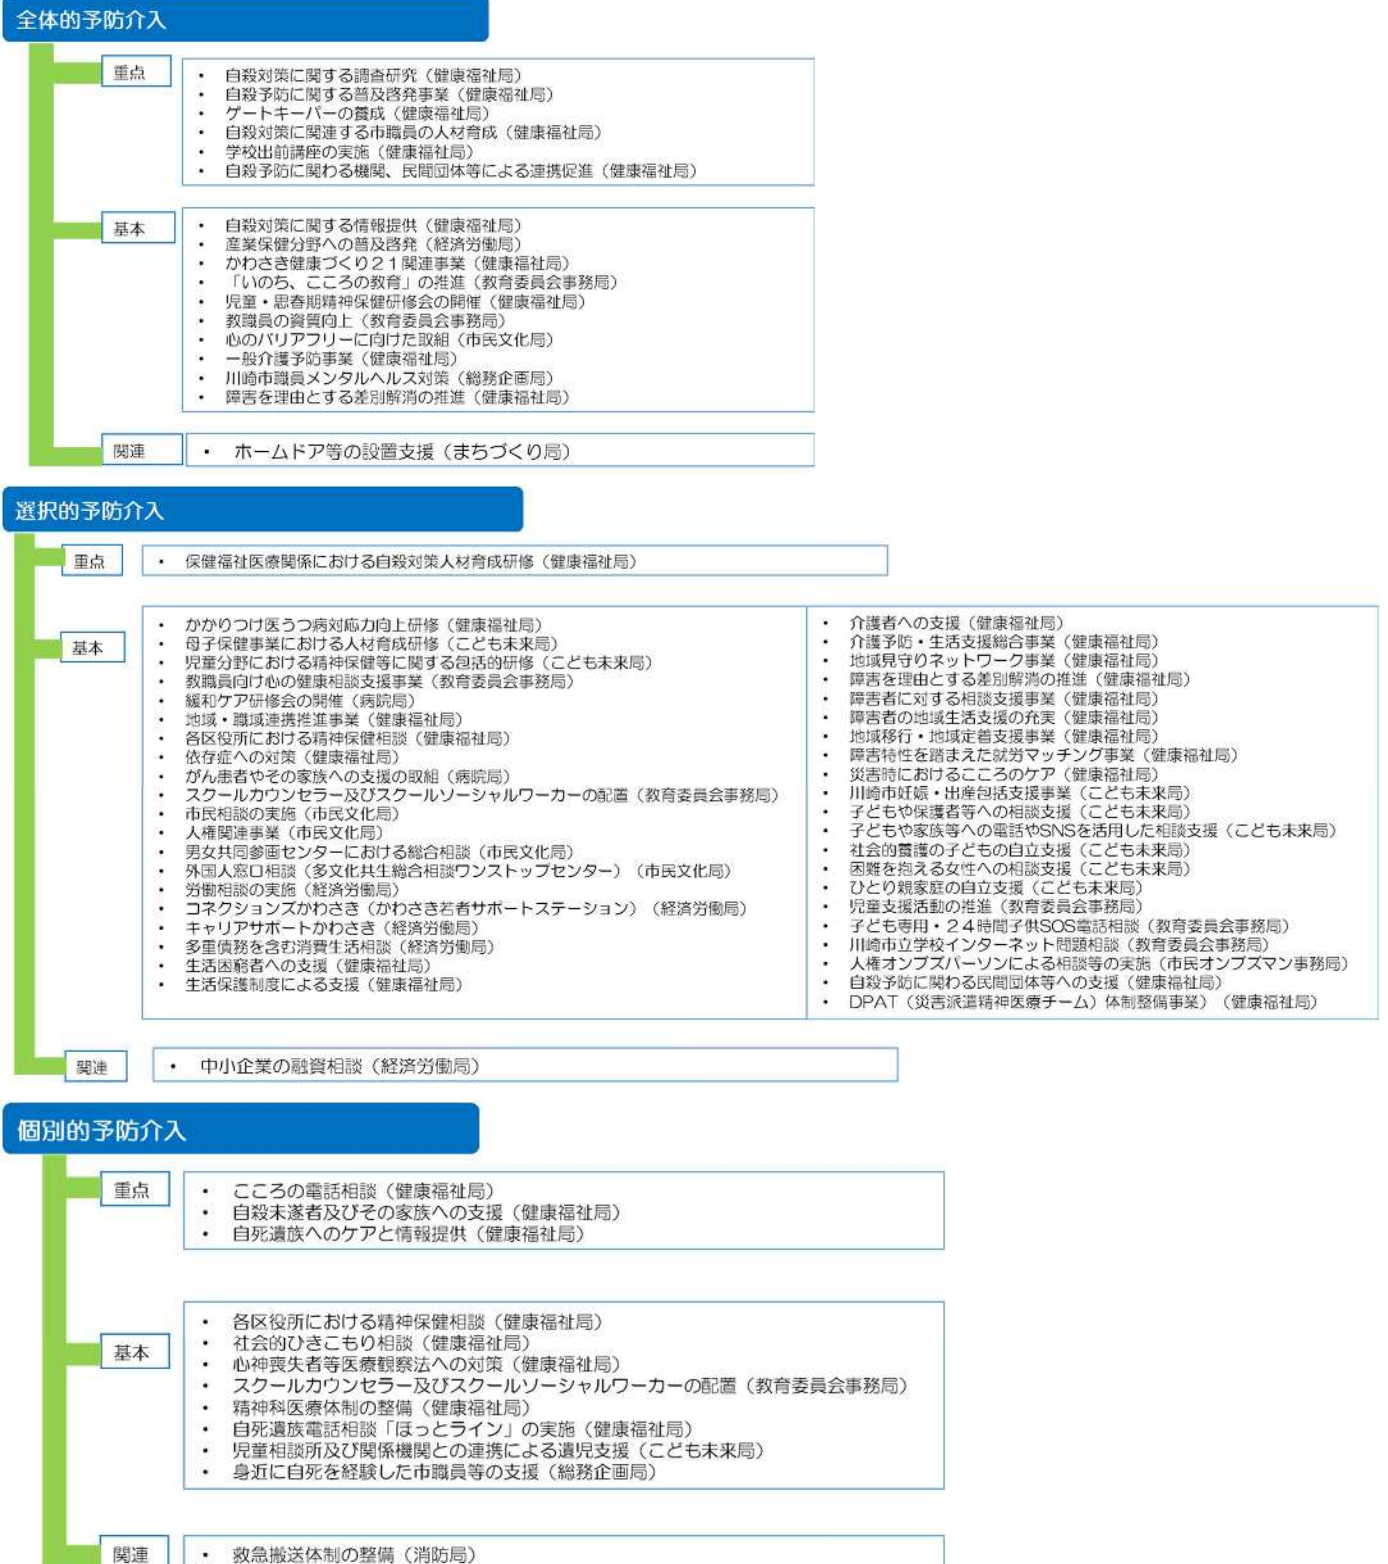 全体的予防介入
重点
・ 自殺対策に関する調査研究（健康福祉局）
・ 自殺予防に関する普及啓発事業（健康福祉局）
・ ゲートキーパーの養成（健康福祉局）
・ 自殺対策に関連する市職員の人材育成（健康福祉局）
・ 学校出前講座の実施（健康福祉局）
・ 自殺予防に関わる機関、民間団体等による連携促進（健康福祉局）
基本
・ 自殺対策に関する情報提供（健康福祉局）
・ 産業保健分野への普及啓発（経済労働局）
・ かわさき健康づくり２１関連事業（健康福祉局）
・ 「いのち、こころの教育」の推進（教育委員会事務局）
・ 児童・思春期精神保健研修会の開催（健康福祉局）
・ 教職員の資質向上（教育委員会事務局）
・ 心のバリアフリーに向けた取組（市民文化局）
・ 一般介護予防事業（健康福祉局）
・ 川崎市職員メンタルヘルス対策（総務企画局）
・ 障害を理由とする差別解消の推進（健康福祉局）
関連
・ ホームドア等の設置支援（まちづくり局）
選択的予防介入
重点
・ 保健福祉医療関係における自殺対策人材育成研修（健康福祉局）
基本
・ かかりつけ医うつ病対応力向上研修（健康福祉局）
・ 母子保健事業における人材育成研修（こども未来局）
・ 児童分野における精神保健等に関する包括的研修（こども未来局）
・ 教職員向け心の健康相談支援事業（教育委員会事務局）
・ 緩和ケア研修会の開催（病院局）
・ 地域・職域連携推進事業（健康福祉局）
・ 各区役所における精神保健相談（健康福祉局）
・ 依存症への対策（健康福祉局）
・ がん患者やその家族への支援の取組（病院局）
・ スクールカウンセラー及びスクールソーシャルワーカーの配置（教育委員会事務局）
・ 市民相談の実施（市民文化局）
・ 人権関連事業（市民文化局）
・ 男女共同参画センターにおける総合相談（市民文化局）
・ 外国人窓口相談（多文化共生総合相談ワンストップセンター）（市民文化局）
・ 労働相談の実施（経済労働局）
・ コネクションズかわさき（かわさき若者サポートステーション）（経済労働局）
・ キャリアサポートかわさき（経済労働局）
・ 多重債務を含む消費生活相談（経済労働局）
・ 生活困窮者への支援（健康福祉局）
・ 生活保護制度による支援（健康福祉局）
・ 介護者への支援（健康福祉局）
・ 介護予防・生活支援総合事業（健康福祉局）
・ 地域見守りネットワーク事業（健康福祉局）
・ 障害を理由とする差別解消の推進（健康福祉局）
・ 障害者に対する相談支援事業（健康福祉局）
・ 障害者の地域生活支援の充実（健康福祉局）
・ 地域移行・地域定着支援事業（健康福祉局）
・ 障害特性を踏まえた就労マッチング事業（健康福祉局）
・ 災害時におけるこころのケア（健康福祉局）
・ 川崎市妊娠・出産包括支援事業（こども未来局）
・ 子どもや保護者等への相談支援（こども未来局）
・ 子どもや家族等への電話やSNSを活用した相談支援（こども未来局）
・ 社会的養護の子どもの自立支援（こども未来局）
・ 困難を抱える女性への相談支援（こども未来局）
・ ひとり親家庭の自立支援（こども未来局）
・ 児童支援活動の推進（教育委員会事務局）
・ 子ども専用・２４時間子供SOS電話相談（教育委員会事務局）
・ 川崎市立学校インターネット問題相談（教育委員会事務局）
・ 人権オンブズパーソンによる相談等の実施（市民オンブズマン事務局）
・ 自殺予防に関わる民間団体等への支援（健康福祉局）
・ DPAT（災害派遣精神医療チーム）体制整備事業）（健康福祉局）
関連
・ 中小企業の融資相談（経済労働局）
個別的予防介入
重点
・ こころの電話相談（健康福祉局）
・ 自殺未遂者及びその家族への支援（健康福祉局）
・ 自死遺族へのケアと情報提供（健康福祉局）
基本
・ 各区役所における精神保健相談（健康福祉局）
・ 社会的ひきこもり相談（健康福祉局）
・ 心神喪失者等医療観察法への対策（健康福祉局）
・ スクールカウンセラー及びスクールソーシャルワーカーの配置（教育委員会事務局）
・ 精神科医療体制の整備（健康福祉局）
・ 自死遺族電話相談「ほっとライン」の実施（健康福祉局）
・ 児童相談所及び関係機関との連携による遺児支援（こども未来局）
・ 身近に自死を経験した市職員等の支援（総務企画局）
関連
・ 救急搬送体制の整備（消防局）